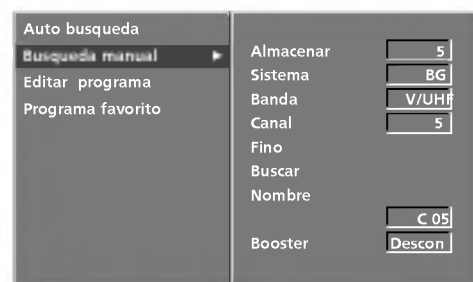 Auto busqueda
Busqueda manual
Editar programa
Programa favorito
Almacenar 5
Sistema BG
Banda V/UHF
Canal 5
Fino
Buscar
Nombre
C 05
Booster Descon